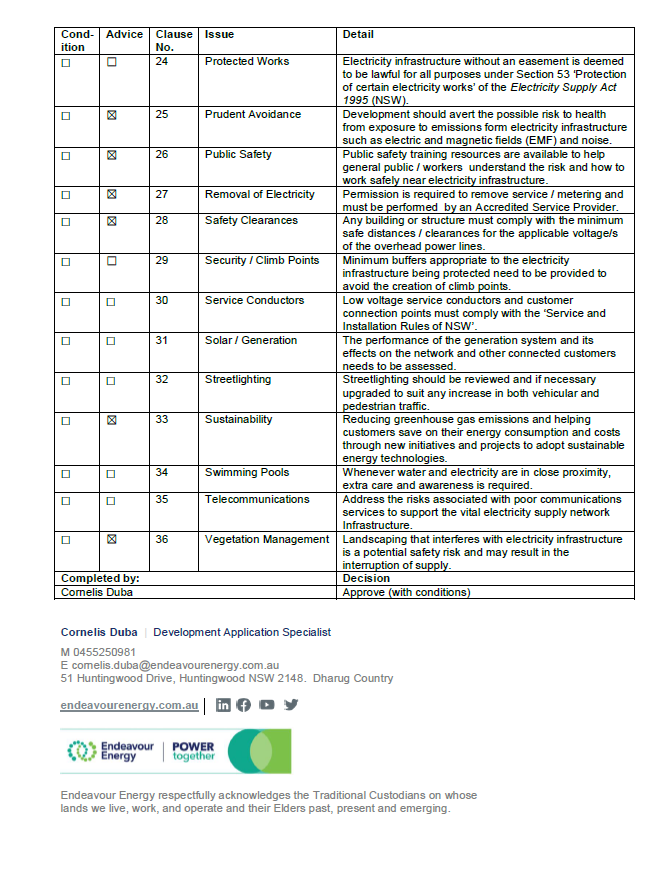 Cond- Advice Clause Issue Detail
ition No.
☐ ☐ 24 Protected Works Electricity infrastructure without an easement is deemed
to be lawful for all purposes under Section 53 'Protection
of certain electricity works' of the Electricity Supply Act
1995 (NSW).
☐ ☒ 25 Prudent Avoidance Development should avert the possible risk to health
from exposure to emissions form electricity infrastructure
such as electric and magnetic fields (EMF) and noise.
☐ ☒ 26 Public Safety Public safety training resources are available to help
general public / workers understand the risk and how to
work safely near electricity infrastructure.
☐ ☒ 27 Removal of Electricity Permission is required to remove service / metering and
must be performed by an Accredited Service Provider.
☐ ☒ 28 Safety Clearances Any building or structure must comply with the minimum
safe distances / clearances for the applicable voltage/s
of the overhead power lines.
☐ ☐ 29 Security / Climb Points Minimum buffers appropriate to the electricity
infrastructure being protected need to be provided to
avoid the creation of climb points.
☐ ☐ 30 Service Conductors Low voltage service conductors and customer
connection points must comply with the 'Service and
Installation Rules of NSW'.
☐ ☐ 31 Solar / Generation The performance of the generation system and its
effects on the network and other connected customers
needs to be assessed.
☐ ☐ 32 Streetlighting Streetlighting should be reviewed and if necessary
upgraded to suit any increase in both vehicular and
pedestrian traffic.
☐ ☒ 33 Sustainability Reducing greenhouse gas emissions and helping
customers save on their energy consumption and costs
through new initiatives and projects to adopt sustainable
energy technologies.
☐ ☐ 34 Swimming Pools Whenever water and electricity are in close proximity,
extra care and awareness is required.
☐ ☐ 35 Telecommunications Address the risks associated with poor communications
services to support the vital electricity supply network
Infrastructure.
☐ ☒ 36 Vegetation Management Landscaping that interferes with electricity infrastructure
is a potential safety risk and may result in the
interruption of supply.
Completed by: Decision
Cornelis Duba Approve (with conditions)
Cornelis Duba | Development Application Specialist
M 0455250981
E cornelis.duba@endeavourenergy.com.au
51 Huntingwood Drive, Huntingwood NSW 2148. Dharug Country
endeavourenergy.com.au |
Endeavour POWER
Energy together
Endeavour Energy respectfully acknowledges the Traditional Custodians on whose
lands we live, work, and operate and their Elders past, present and emerging.